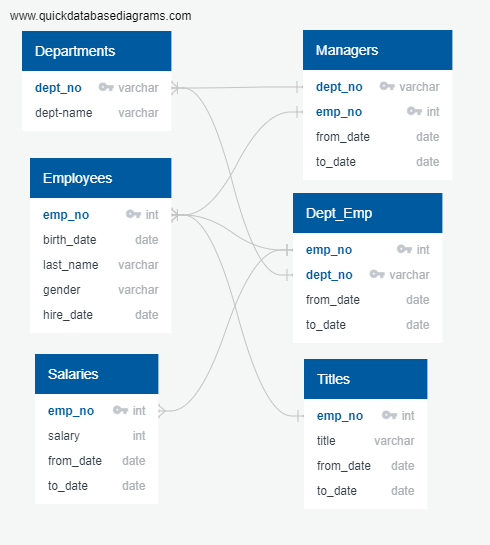 www.quickdatabasediagrams.com
Departments
dept_no varchar
dept-name varchar
Managers
dept_no varchar
emp_no int
from_date date
to_date date
Employees
emp_no int
birth_date date
last_name varchar
gender varchar
hire_date date
Dept_Emp
emp_no int
dept_no varchar
from_date date
to_date date
Salaries
emp_no int
salary int
from_date date
to_date date
Titles
emp_no int
title varchar
from_date date
to_date date